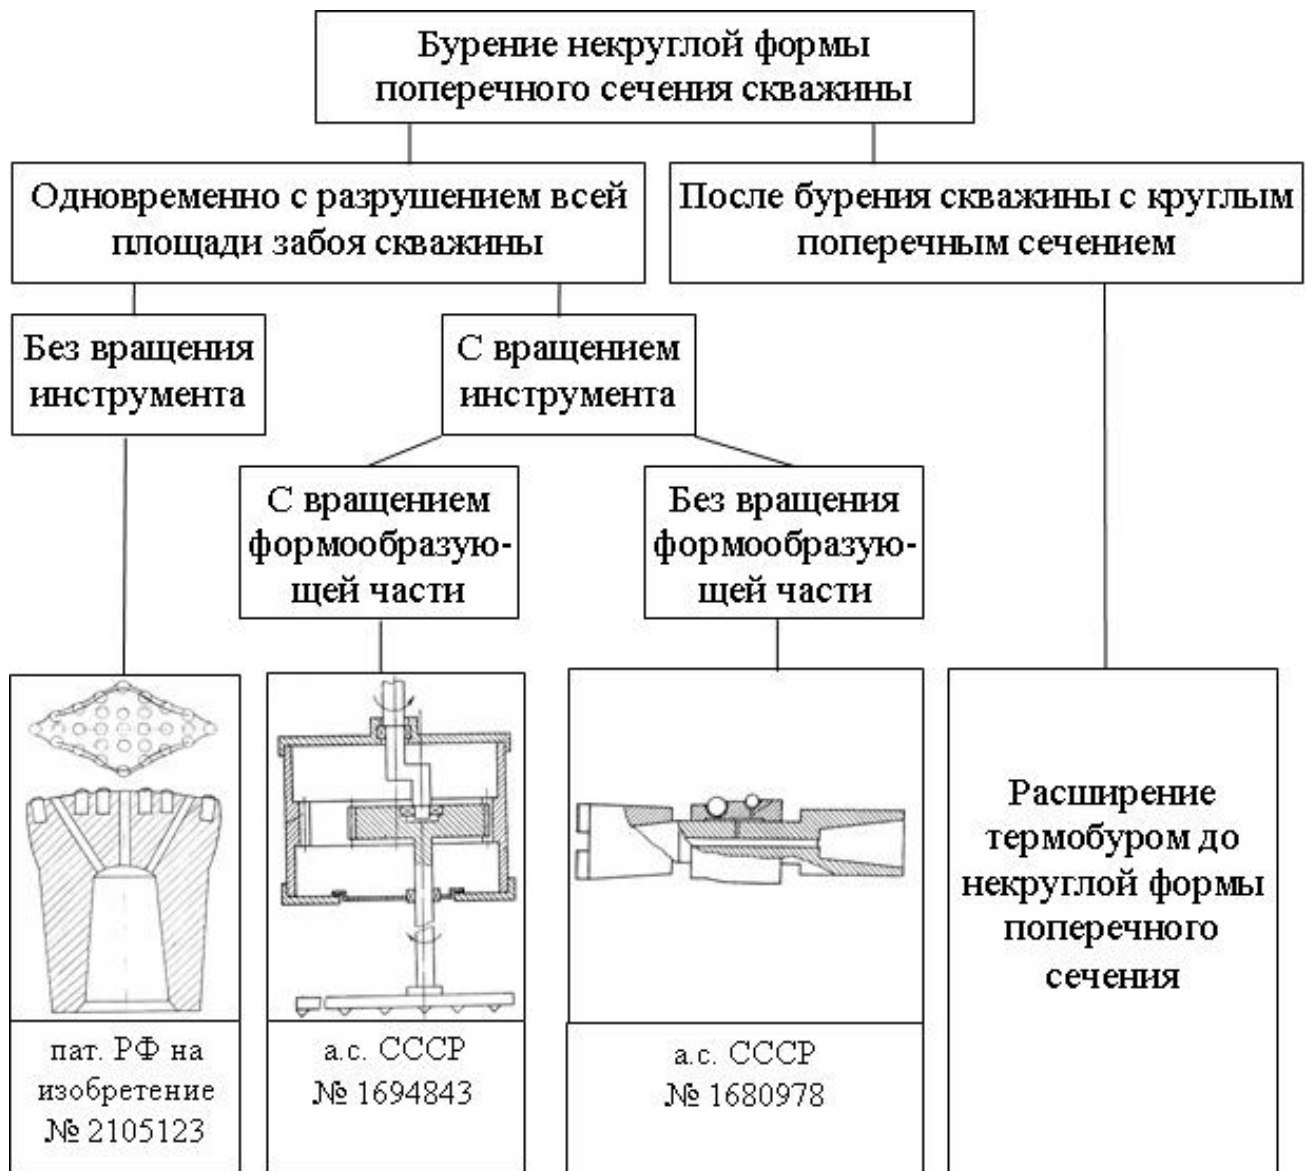 Бурение некруглой формы
поперечного сечения скважины
Одновременно с разрушением всей
площади забоя скважины
После бурения скважины с круглым
поперечным сечением
Без вращения
инструмента
С вращением
инструмента
С вращением
формообразую-
щей части
Без вращения
формообразую-
щей части
Расширение
термобуром до
некруглой формы
поперечного
сечения
пат. РФ на
изобретение
№ 2105123
а.с. СССР
№ 1694843
а.с. СССР
№ 1680978